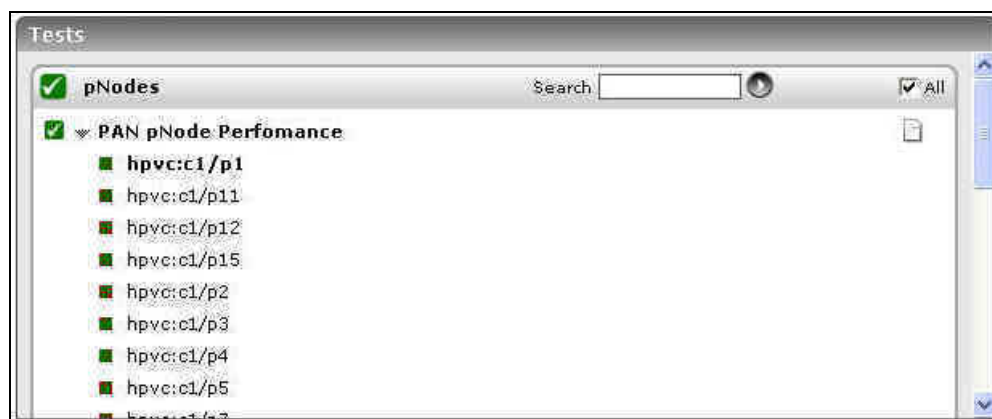 Tests
pNodes Search All
PAN pNode Perfomance
hpvc:c1/p1
hpvc:c1/p11
hpvc:c1/p12
hpvc:c1/p15
hpvc:c1/p2
hpvc:c1/p3
hpvc:c1/p4
hpvc:c1/p5